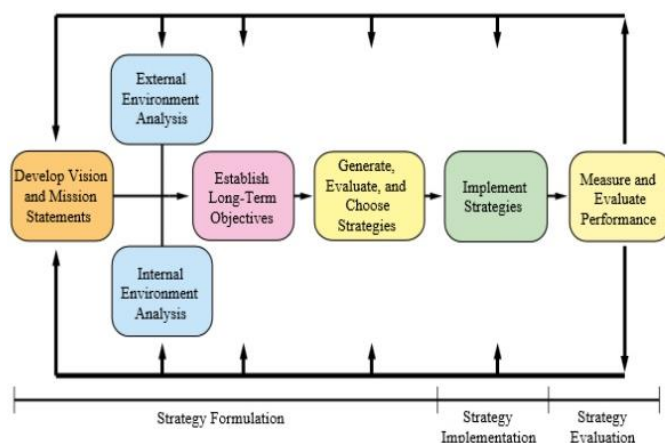 External
Environment
Analysis
Develop Vision
and Mission
Statements
Establish
Long-Term
Objectives
Generate,
Evaluate, and
Choose
Strategies
Implement
Strategies
Measure and
Evaluate
Performance
Internal
Environment
Analysis
Strategy Formulation
Strategy
Implementation
Strategy
Evaluation